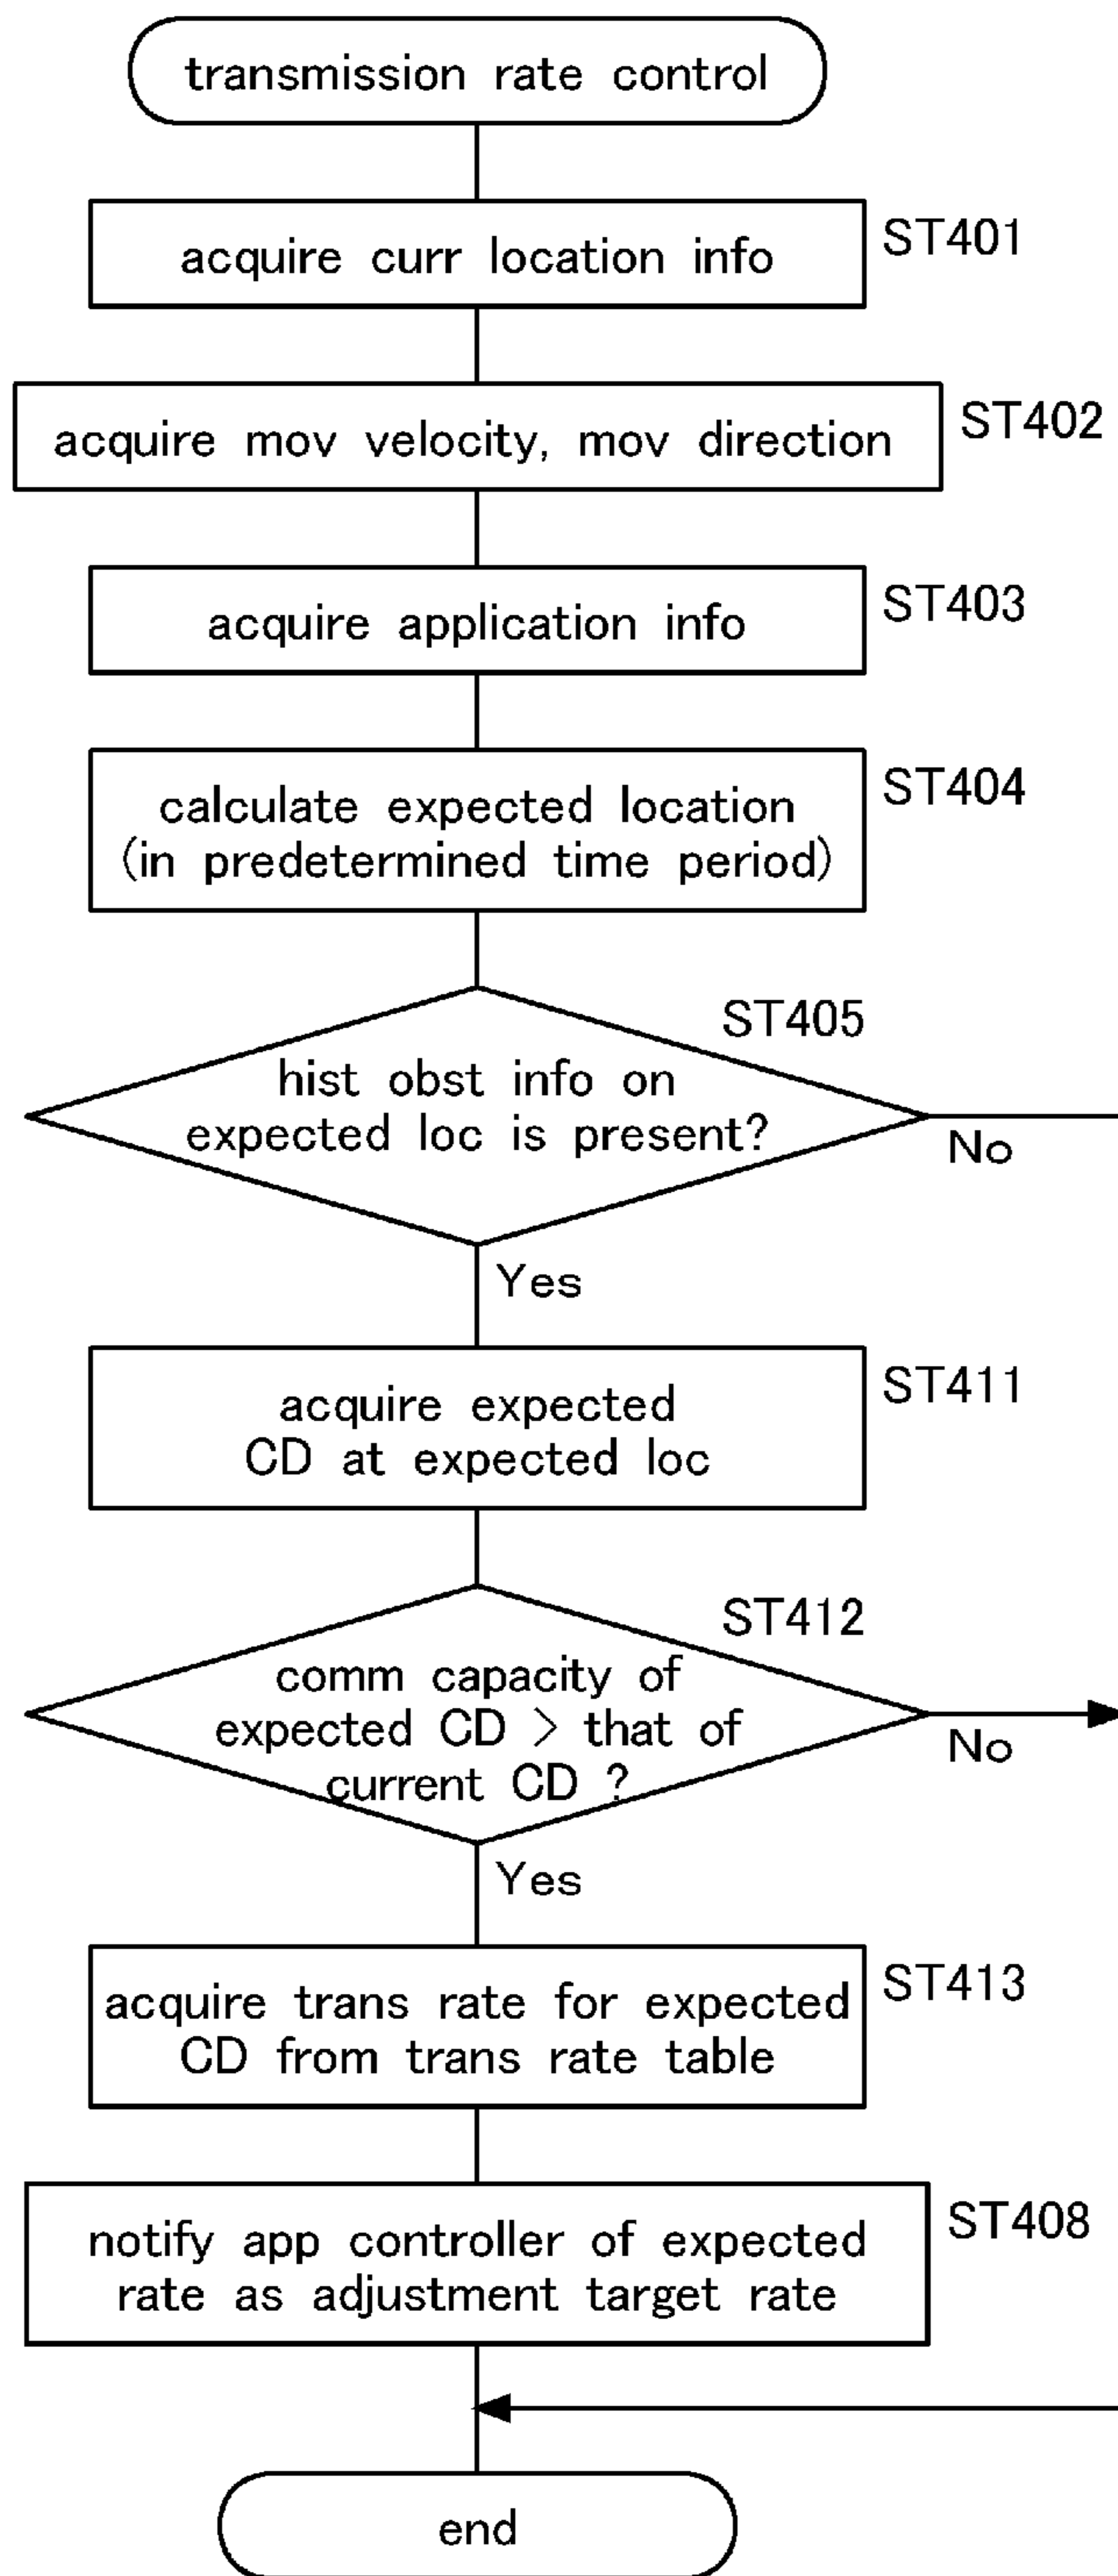 transmission rate control
acquire curr location info
ST401
acquire mov velocity, mov direction
ST402
acquire application info
ST403
calculate expected location
(in predetermined time period)
ST404
ST405
hist obst info on
expected loc is present?
No
Yes
acquire expected
CD at expected loc
ST411
ST412
comm capacity of
expected CD > that of
current CD ?
No
Yes
acquire trans rate for expected
CD from trans rate table
ST413
notify app controller of expected
rate as adjustment target rate
ST408
end